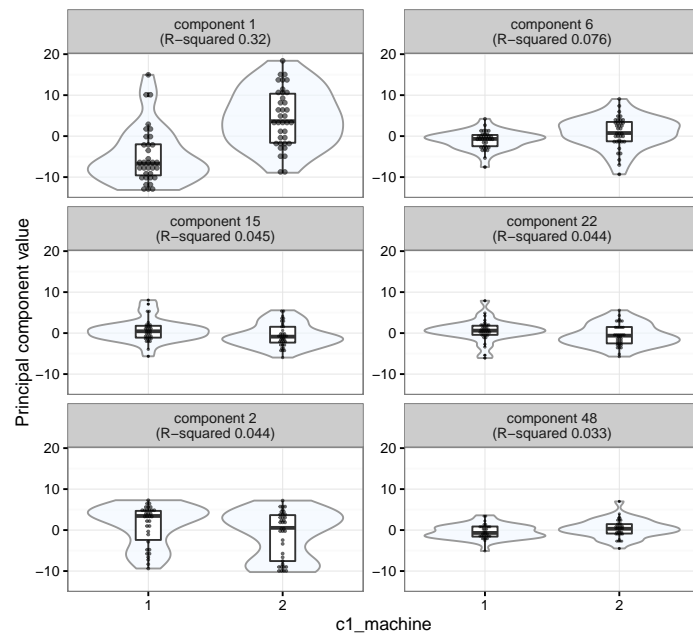 component 1
(R−squared 0.32)
component 6
(R−squared 0.076)
20
10
0
−10
20
10
0
−10
component 15
(R−squared 0.045)
component 22
(R−squared 0.044)
20
10
0
−10
20
10
0
−10
component 2
(R−squared 0.044)
component 48
(R−squared 0.033)
20
10
0
−10
20
10
0
−10
1 2
1 2
Principal component value
c1_machine